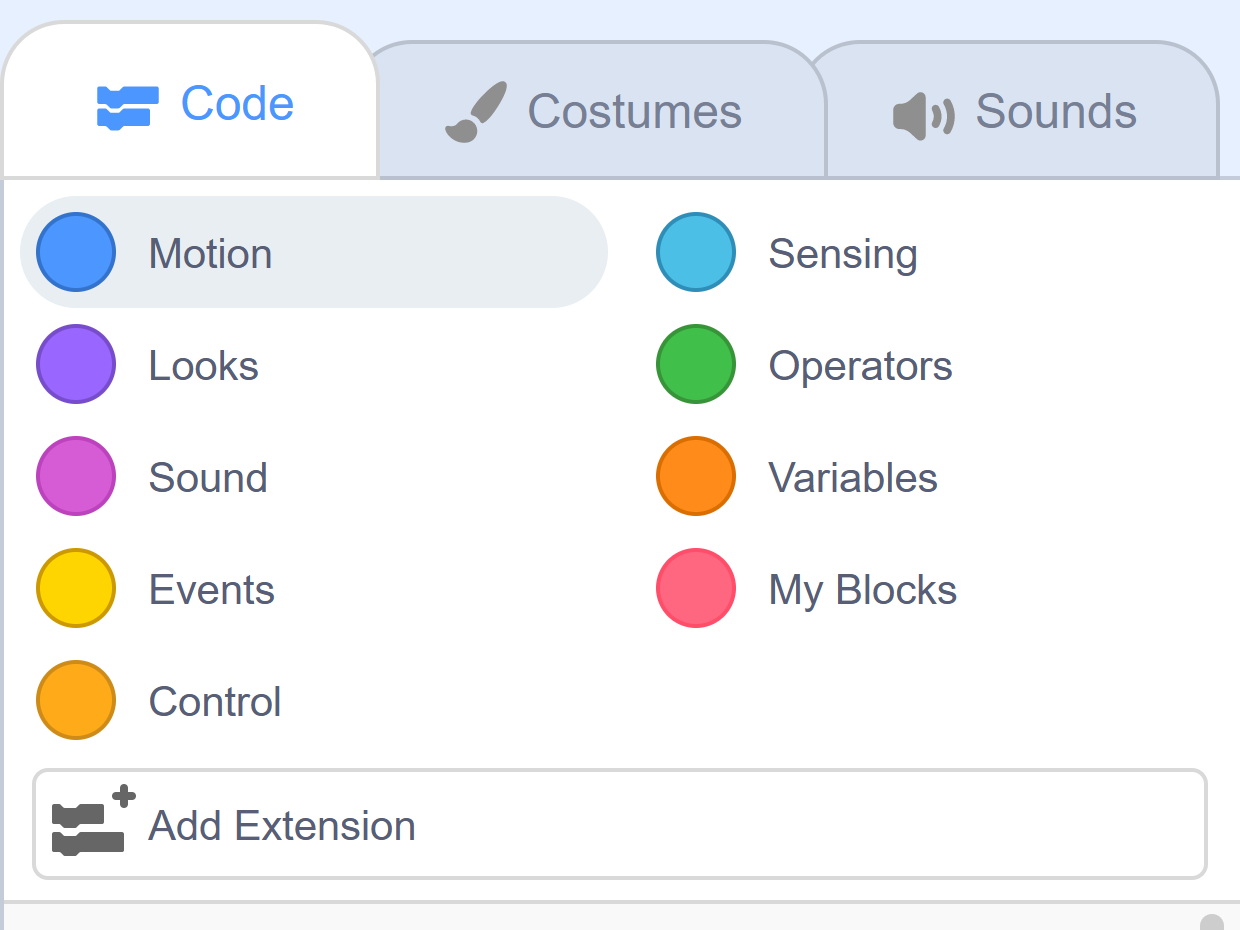 Code
Costumes
Sounds
Motion
Looks
Sound
Events
Control
Sensing
Operators
Variables
My Blocks
Add Extension